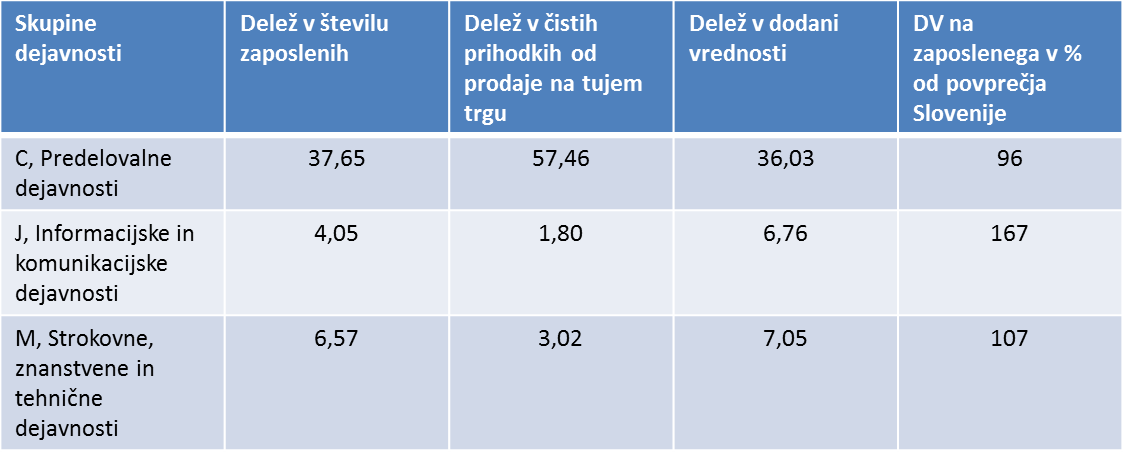 Skupine
dejavnosti
Delež v številu
zaposlenih
Delež v čistih
prihodkih od
prodaje na tujem
trgu
Delež v dodani
vrednosti
DV na
zaposlenega v %
od povprečja
Slovenije
C, Predelovalne
dejavnosti
37,65
57,46
36,03
96
J, Informacijske in
komunikacijske
dejavnosti
4,05
1,80
6,76
167
M, Strokovne,
znanstvene in
tehnične
dejavnosti
6,57
3,02
7,05
107